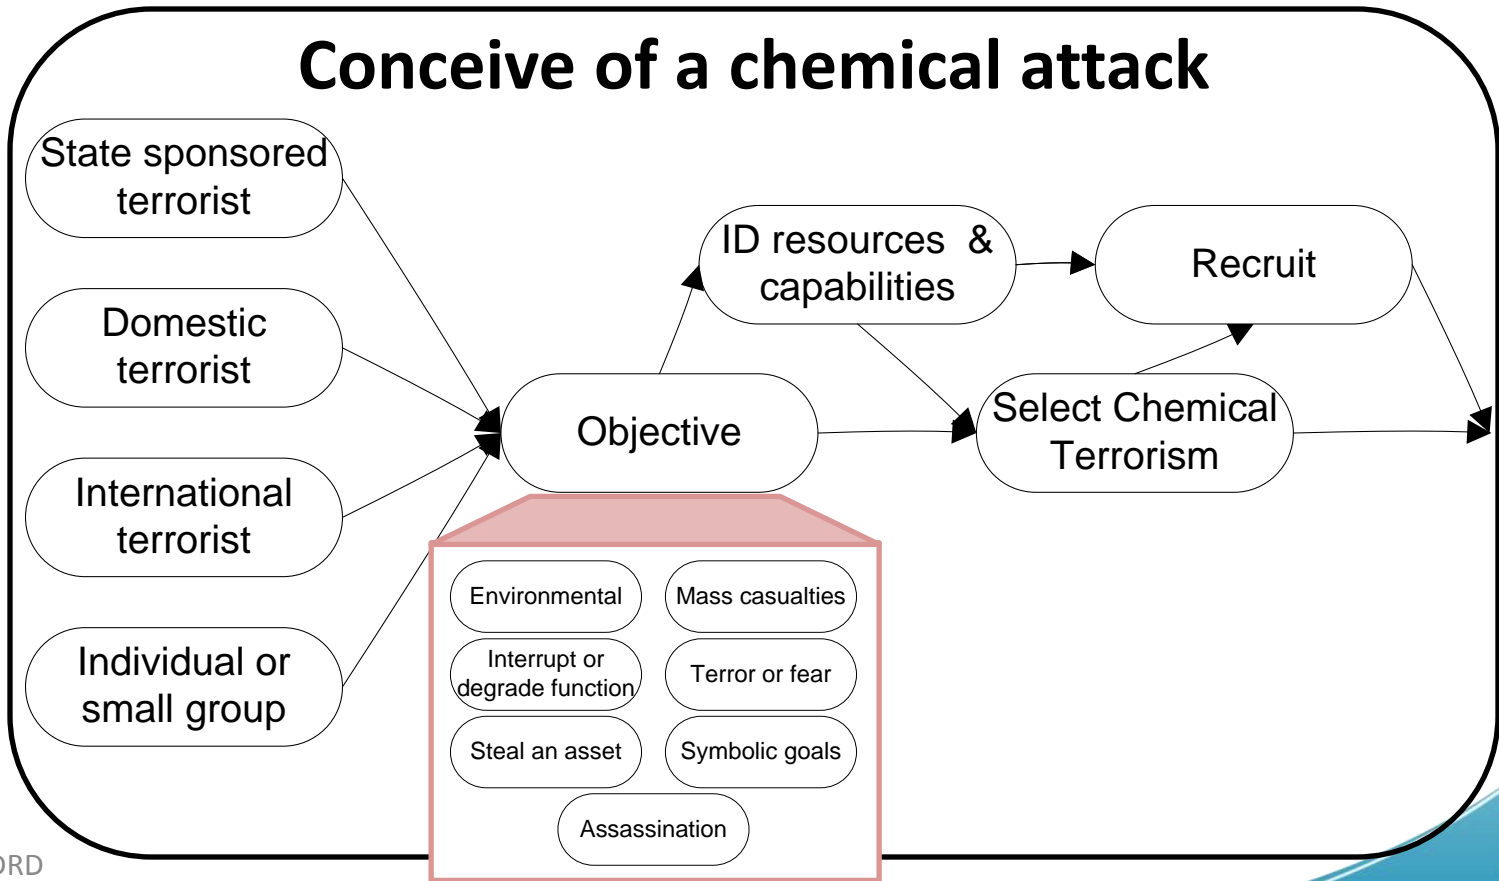 Conceive of a chemical attack
State sponsored
terrorist
Domestic
terrorist
International
terrorist
Individual or
small group
Objective
ID resources &
capabilities
Recruit
Select Chemical
Terrorism
Environmental
Mass casualties
Interrupt or
degrade function
Terror or fear
Steal an asset
Symbolic goals
Assassination